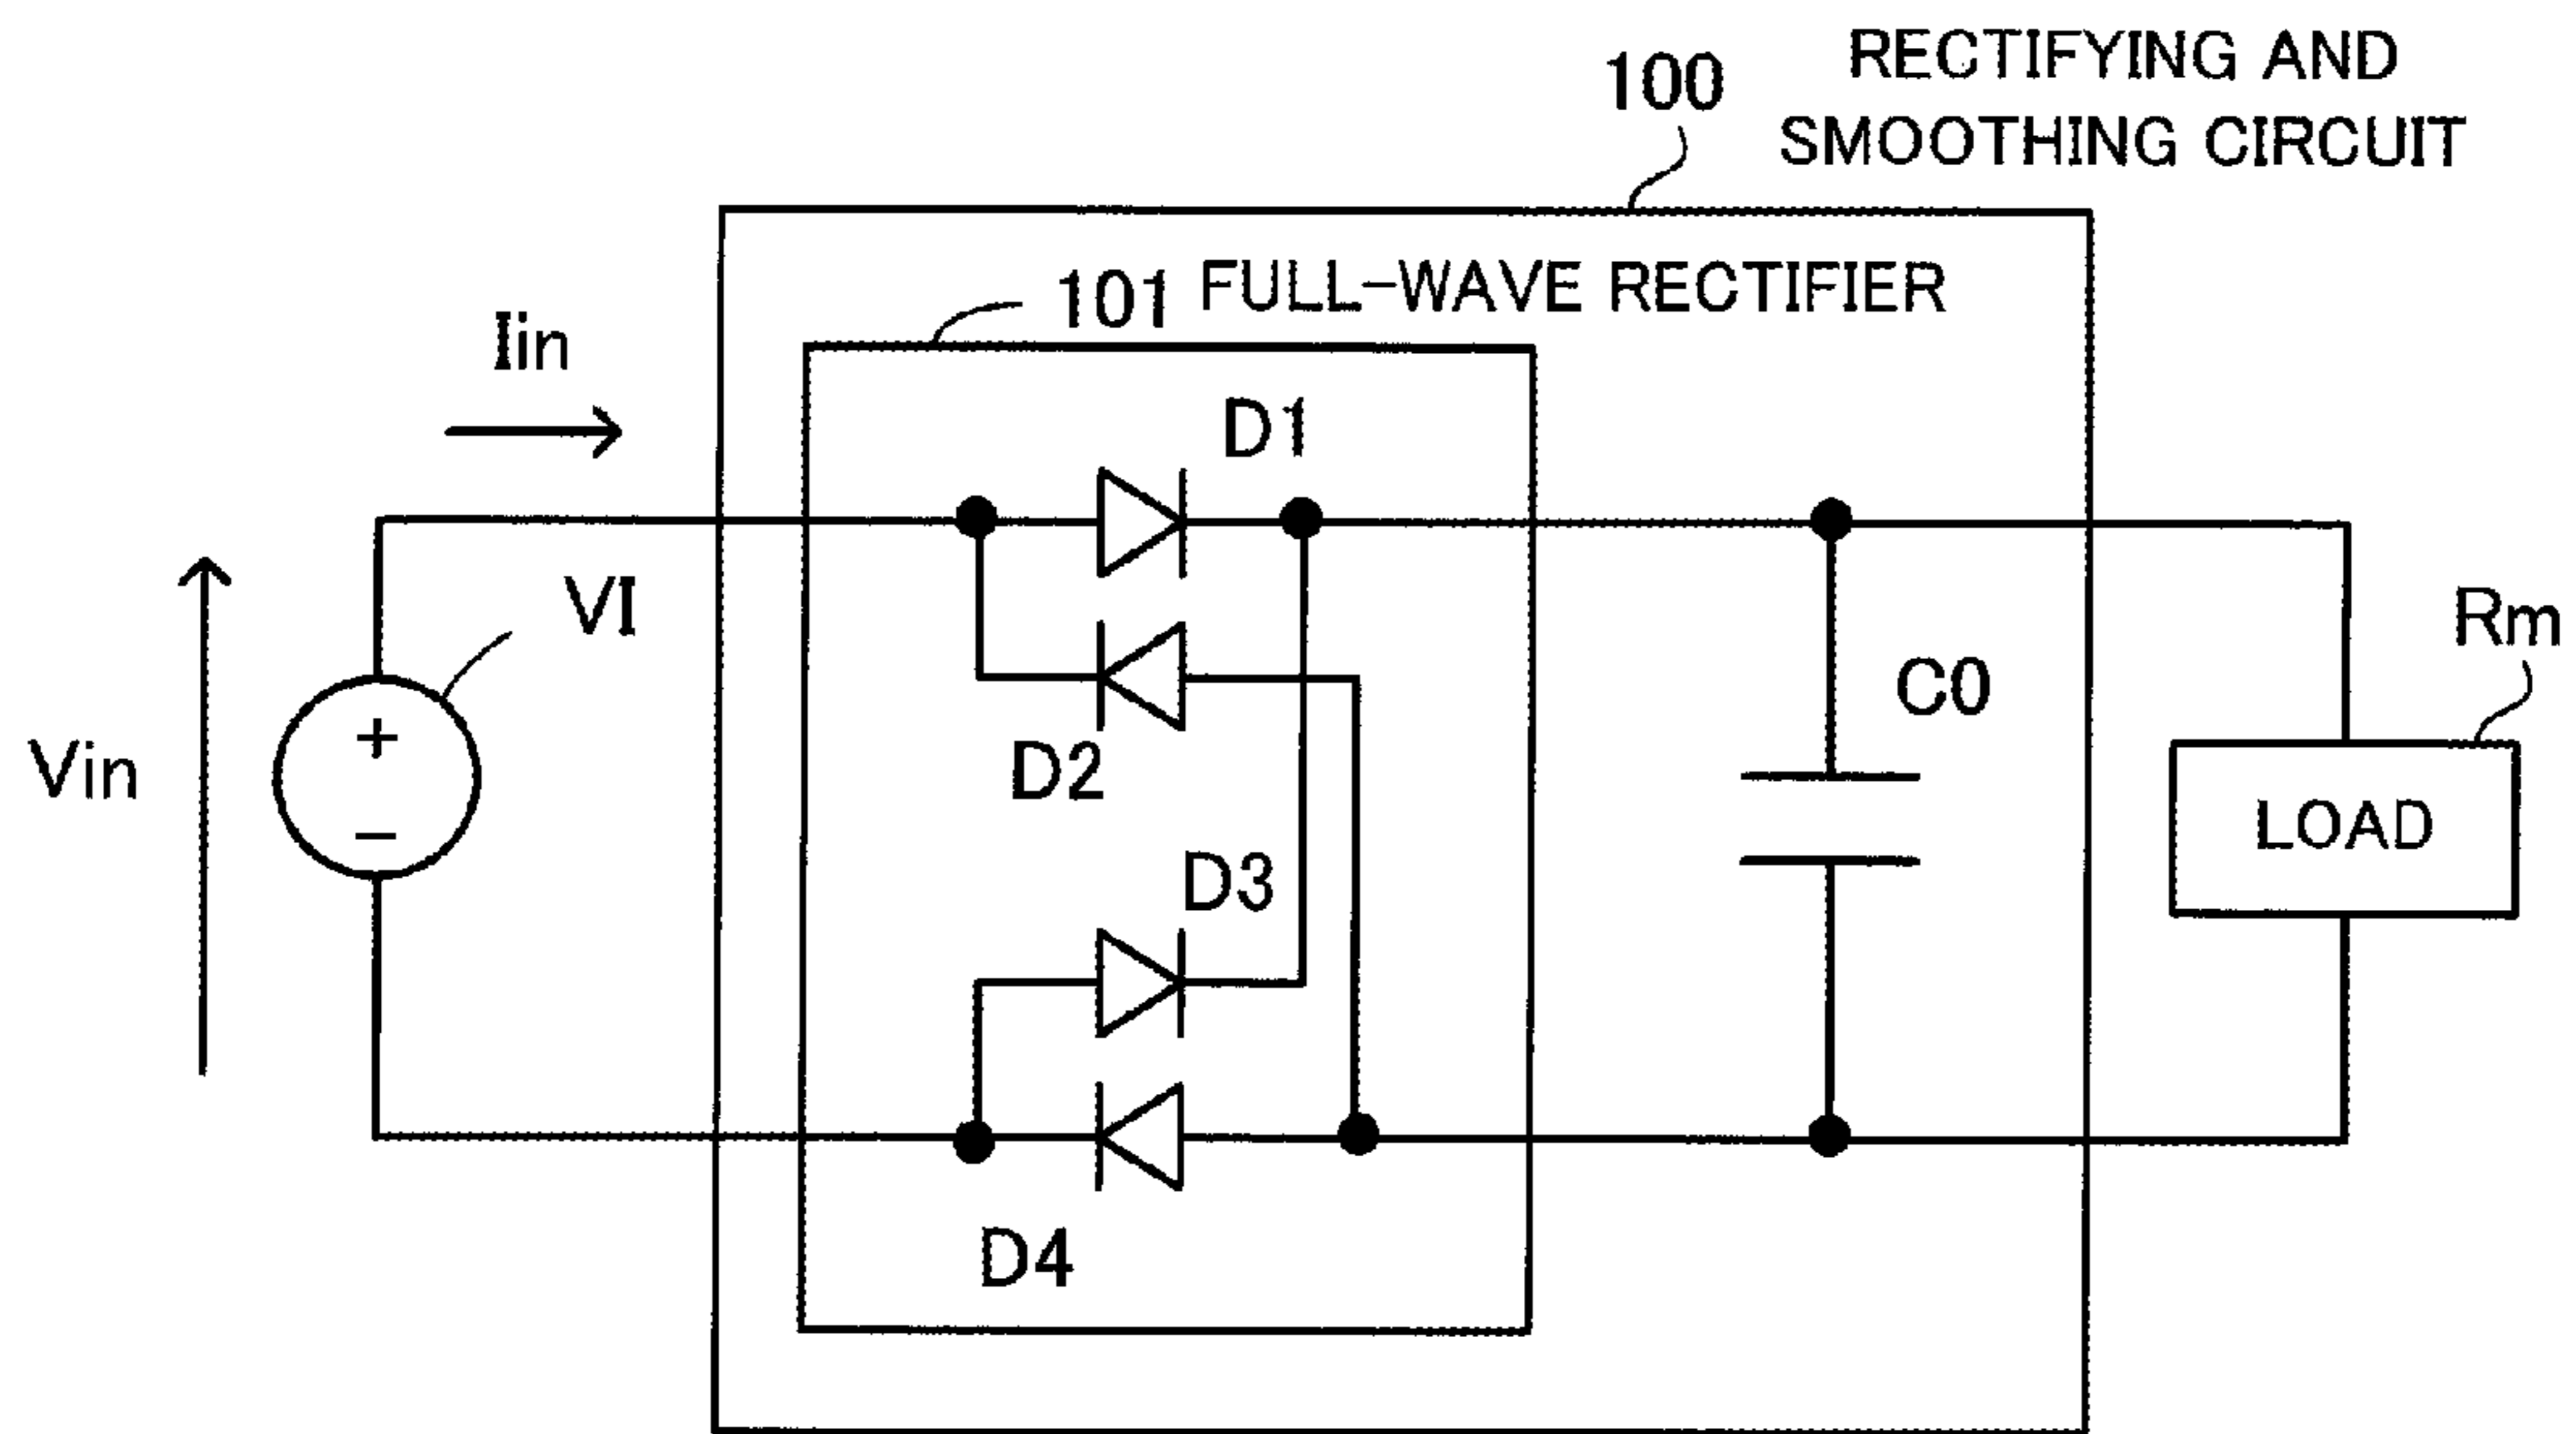 RECTIFYING AND
100
SMOOTHING CIRCUIT
101 FULL-WAVE RECTIFIER
Iin
D1
VI
Rm
C0
D2
Vin
+
−
LOAD
D3
D4